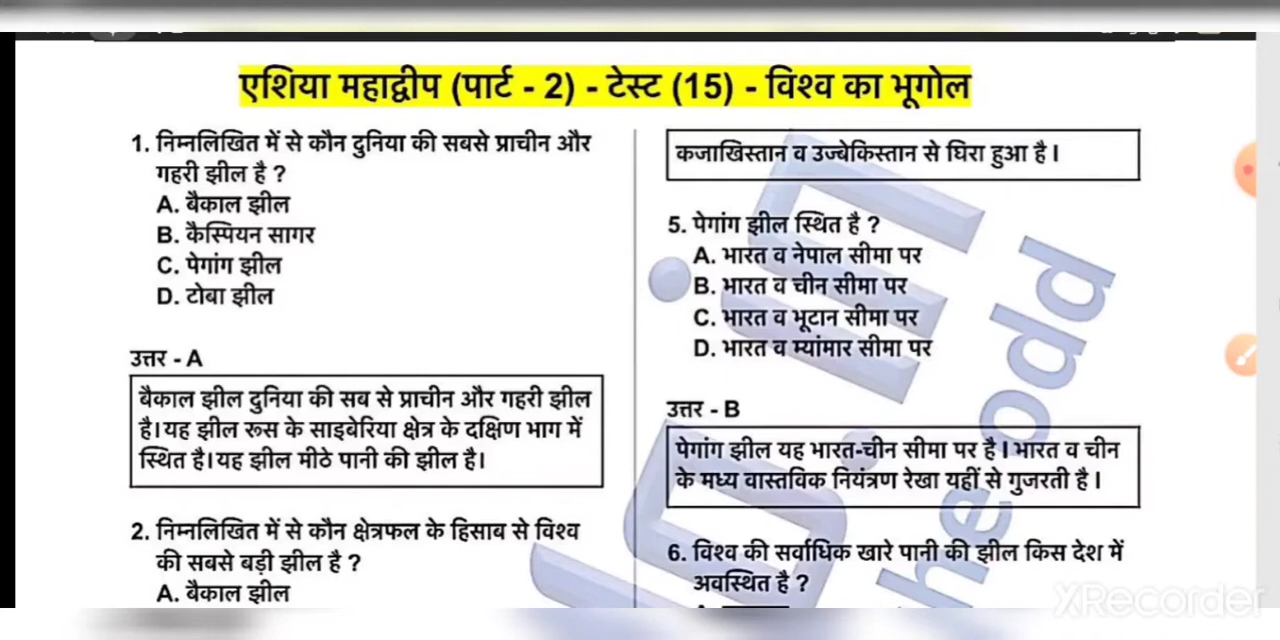 एशिया महाद्वीप (पार्ट - 2) - टेस्ट (15) - विश्व का भूगोल
1. निम्नलिखित में से कौन दुनिया की सबसे प्राचीन और
गहरी झील है ?
A. बैकाल झील
B. कैस्पियन सागर
C. पेगांग झील
D. टोबा झील
उत्तर - A
बैकाल झील दुनिया की सब से प्राचीन और गहरी झील
है।यह झील रूस के साइबेरिया क्षेत्र के दक्षिण भाग में
स्थित है।यह झील मीठे पानी की झील है।
2. निम्नलिखित में से कौन क्षेत्रफल के हिसाब से विश्व
की सबसे बड़ी झील है ?
A. बैकाल झील
कजाखिस्तान व उज्बेकिस्तान से घिरा हुआ है ।
5. पेगांग झील स्थित है ?
A. भारत व नेपाल सीमा पर
B. भारत व चीन सीमा पर
C. भारत व भूटान सीमा पर
D. भारत व म्यांमार सीमा पर
उत्तर - B
पेगांग झील यह भारत-चीन सीमा पर है । भारत व चीन
के मध्य वास्तविक नियंत्रण रेखा यहीं से गुजरती है ।
6. विश्व की सर्वाधिक खारे पानी की झील किस देश में
अवस्थित है ?
he odd
XRecorder